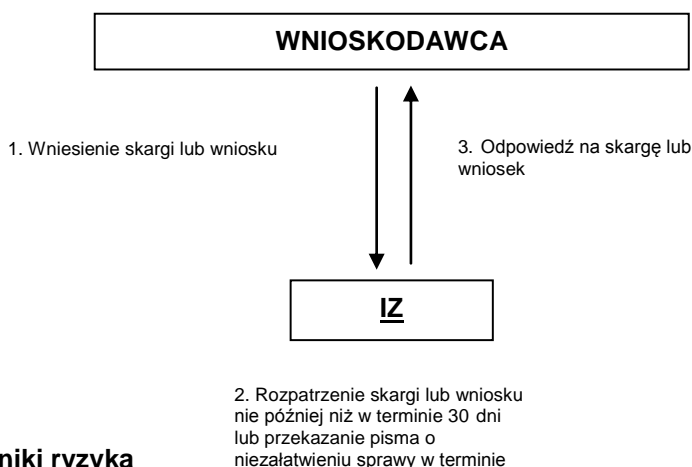 WNIOSKODAWCA
1. Wniesienie skargi lub wniosku
3. Odpowiedź na skargę lub
wniosek
IZ
2. Rozpatrzenie skargi lub wniosku
nie później niż w terminie 30 dni
lub przekazanie pisma o
niezałatwieniu sprawy w terminie
ryzyka